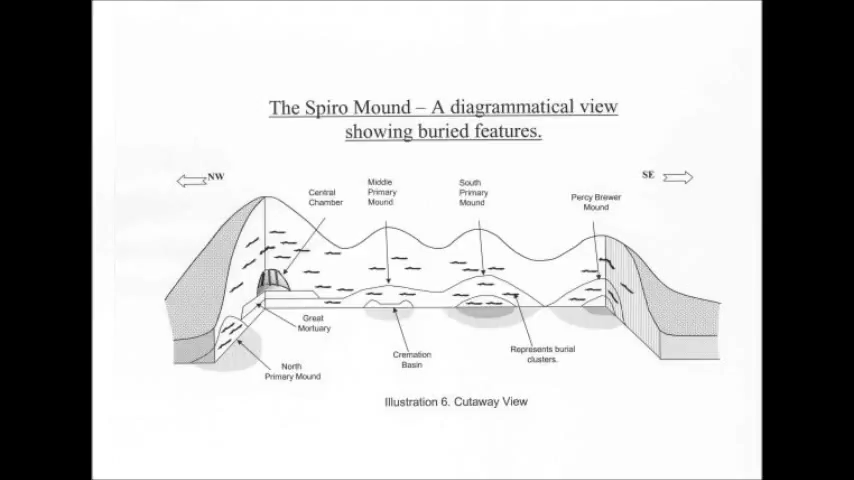 The Spiro Mound – A diagrammatical view
showing buried features.
NW
SE
Central
Chamber
Middle
Primary
Mound
South
Primary
Mound
Percy Brewer
Mound
Great
Mortuary
North
Primary Mound
Cremation
Basin
Represents burial
clusters.
Illustration 6. Cutaway View